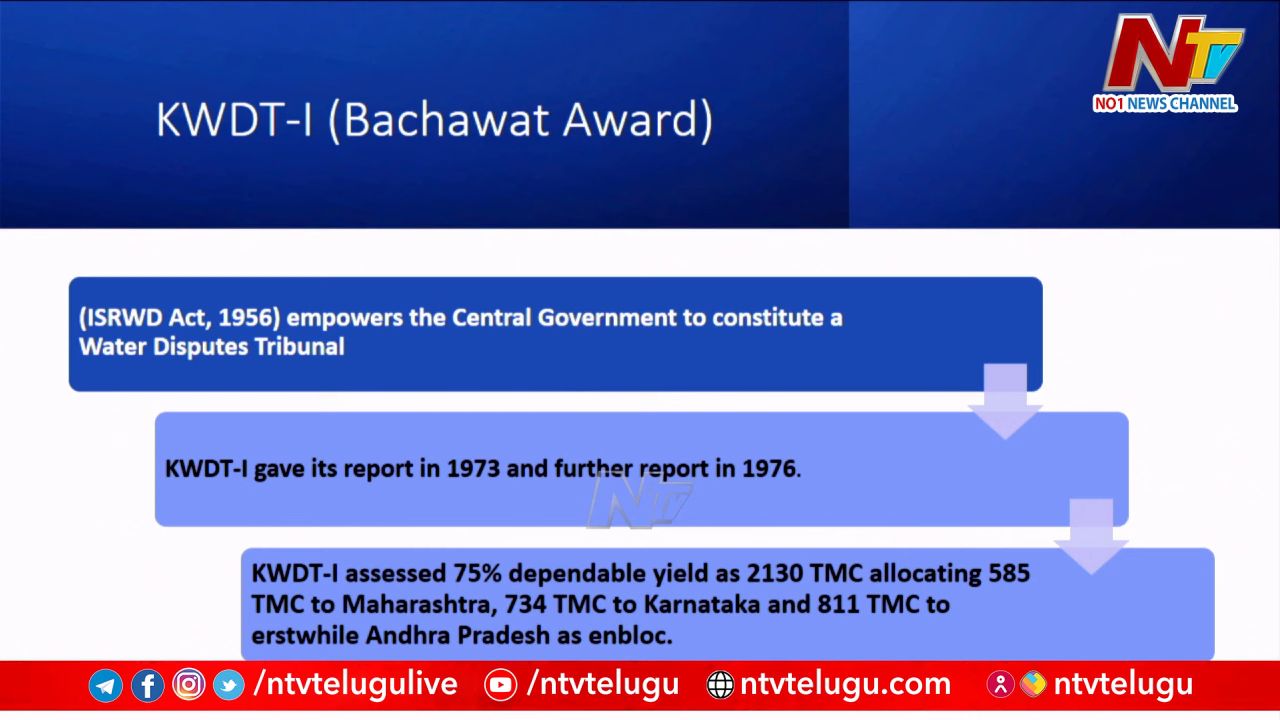 KWDT-I (Bachawat Award)
NTV
NO1 NEWS CHANNEL
(ISRWD Act, 1956) empowers the Central Government to constitute a
Water Disputes Tribunal
KWDT-I gave its report in 1973 and further report in 1976.
NTV
KWDT-I assessed 75% dependable yield as 2130 TMC allocating 585
TMC to Maharashtra, 734 TMC to Karnataka and 811 TMC to
erstwhile Andhra Pradesh as enbloc.
/ntvtelugulive /ntvtelugu ntvtelugu.com ntvtelugu